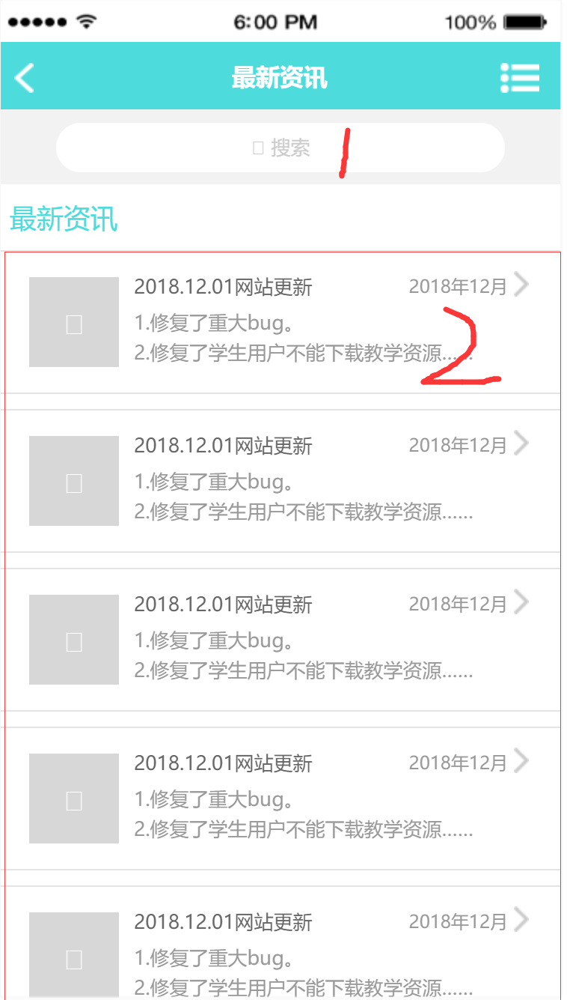 6:00 PM 100%
最新资讯
搜索 1
最新资讯
2018.12.01网站更新 2018年12月
1.修复了重大bug。
2.修复了学生用户不能下载教学资源......
2
2018.12.01网站更新 2018年12月
1.修复了重大bug。
2.修复了学生用户不能下载教学资源......
2018.12.01网站更新 2018年12月
1.修复了重大bug。
2.修复了学生用户不能下载教学资源......
2018.12.01网站更新 2018年12月
1.修复了重大bug。
2.修复了学生用户不能下载教学资源......
2018.12.01网站更新 2018年12月
1.修复了重大bug。
2.修复了学生用户不能下载教学资源......